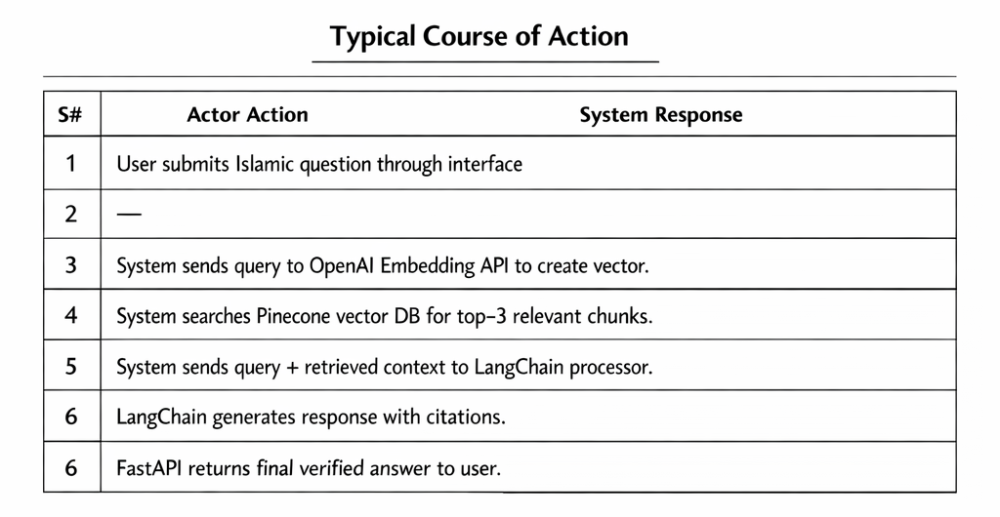 Typical Course of Action
S# Actor Action System Response
1 User submits Islamic question through interface
2 —
3 System sends query to OpenAI Embedding API to create vector.
4 System searches Pinecone vector DB for top–3 relevant chunks.
5 System sends query + retrieved context to LangChain processor.
6 LangChain generates response with citations.
6 FastAPI returns final verified answer to user.